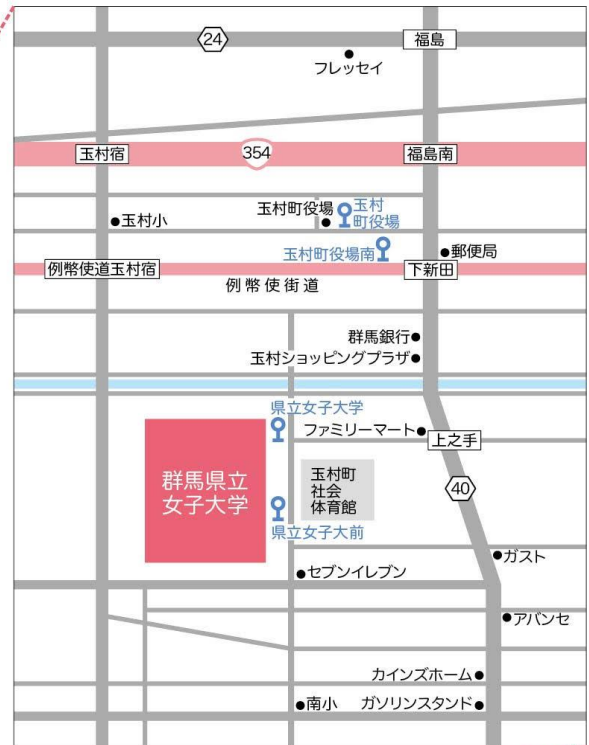 24
福島
フレッセイ
玉村宿
354
福島南
玉村小
玉村町役場
玉村
町役場
玉村町役場南
郵便局
例幣使道玉村宿
下新田
例幣使街道
群馬銀行
玉村ショッピングプラザ
県立女子大学
ファミリーマート
上之手
群馬県立
女子大学
玉村町
社会
体育館
40
県立女子大前
ガスト
セブンイレブン
アバンセ
カインズホーム
南小
ガソリンスタンド